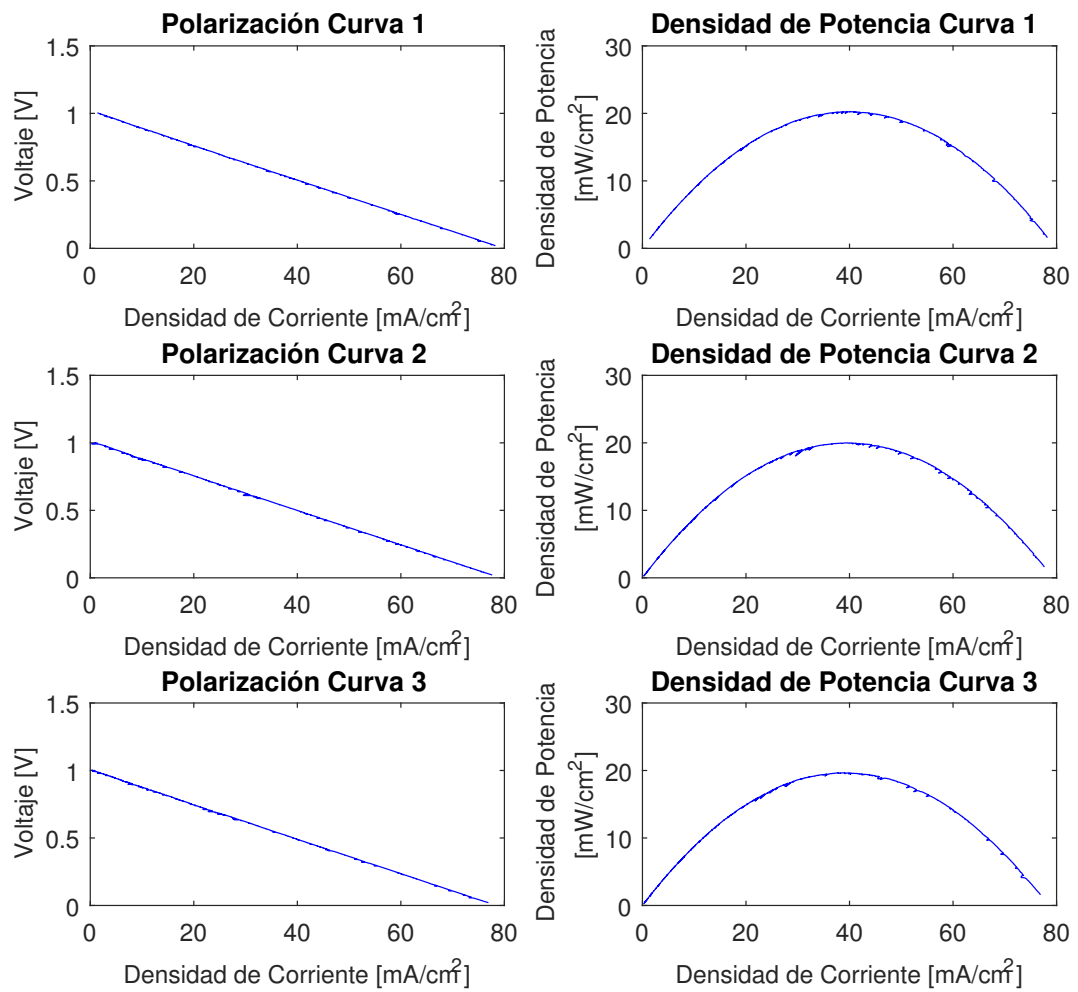 Polarización Curva 1
1.5
1
0.5
0
Voltaje [V]
0 20 40 60 80
Densidad de Corriente [mA/cm²]
Densidad de Potencia Curva 1
30
20
10
0
Densidad de Potencia
[mW/cm²]
0 20 40 60 80
Densidad de Corriente [mA/cm²]
Polarización Curva 2
1.5
1
0.5
0
Voltaje [V]
0 20 40 60 80
Densidad de Corriente [mA/cm²]
Densidad de Potencia Curva 2
30
20
10
0
Densidad de Potencia
[mW/cm²]
0 20 40 60 80
Densidad de Corriente [mA/cm²]
Polarización Curva 3
1.5
1
0.5
0
Voltaje [V]
0 20 40 60 80
Densidad de Corriente [mA/cm²]
Densidad de Potencia Curva 3
30
20
10
0
Densidad de Potencia
[mW/cm²]
0 20 40 60 80
Densidad de Corriente [mA/cm²]